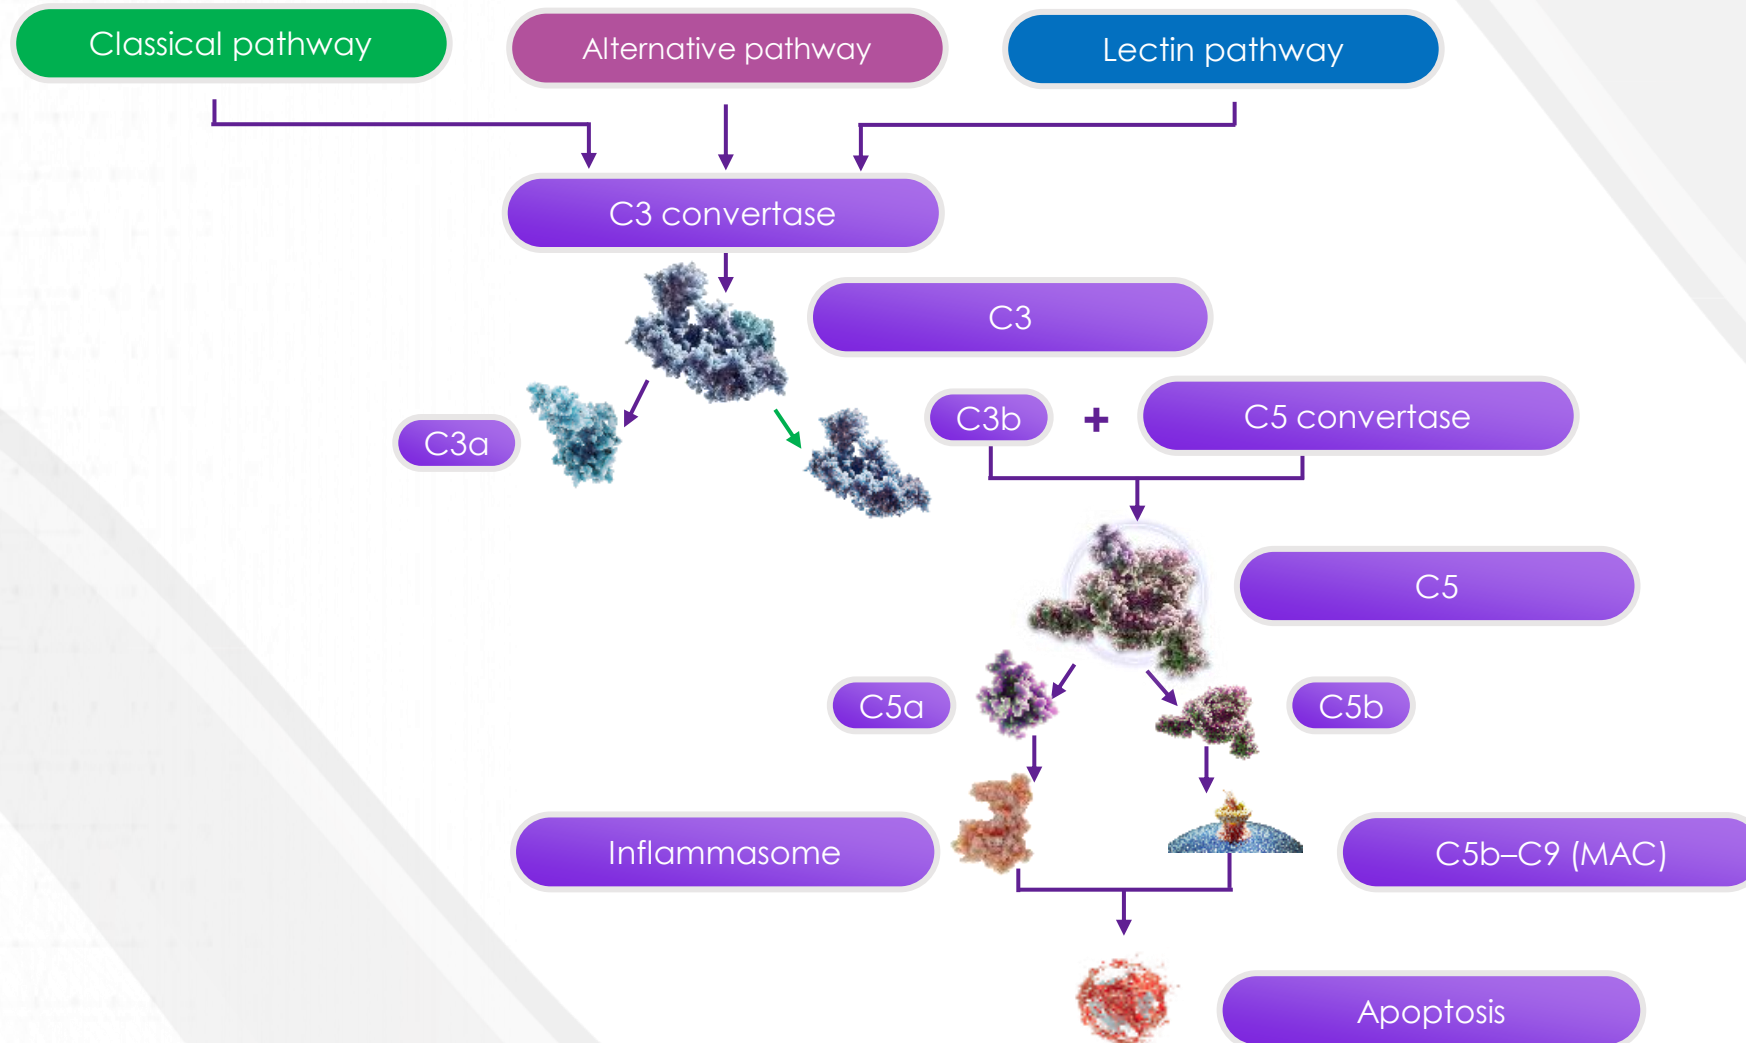 Classical pathway
Alternative pathway
Lectin pathway
C3 convertase
C3
C3a
C3b
+
C5 convertase
C5
C5a
C5b
Inflammasome
C5b–C9 (MAC)
Apoptosis